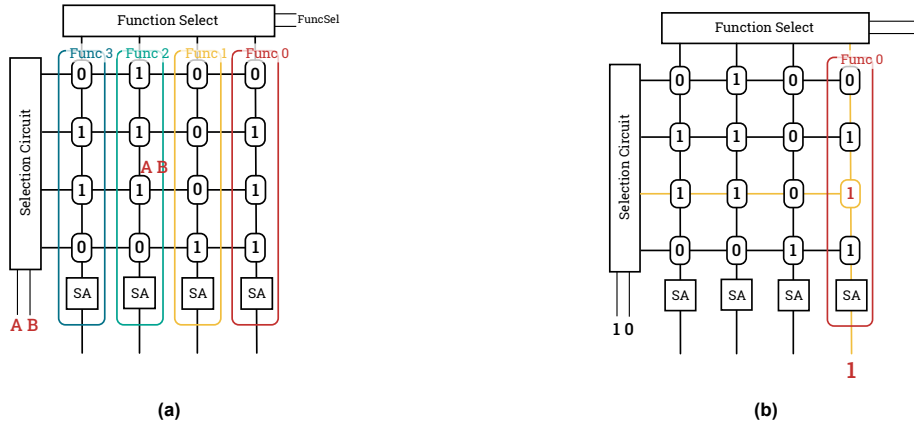 Function Select
FuncSel
Func 3 Func 2 Func 1 Func 0
Selection Circuit
0 1 0 0
1 1 0 1
A B
1 1 0 1
0 0 1 1
SA SA SA SA
A B
(a)
Function Select
Func 0
Selection Circuit
0 1 0 0
1 1 0 1
1 1 0 1
0 0 1 1
SA SA SA SA
1 0
1
(b)